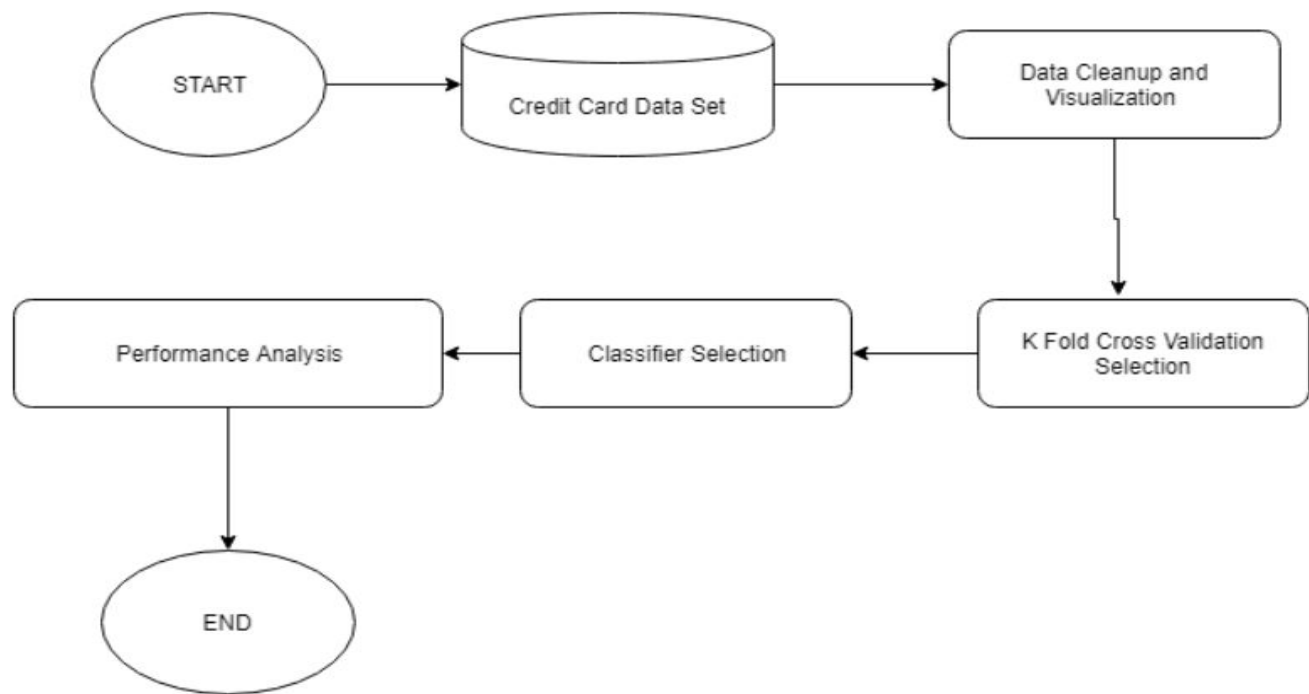 START
Credit Card Data Set
Data Cleanup and
Visualization
K Fold Cross Validation
Selection
Classifier Selection
Performance Analysis
END